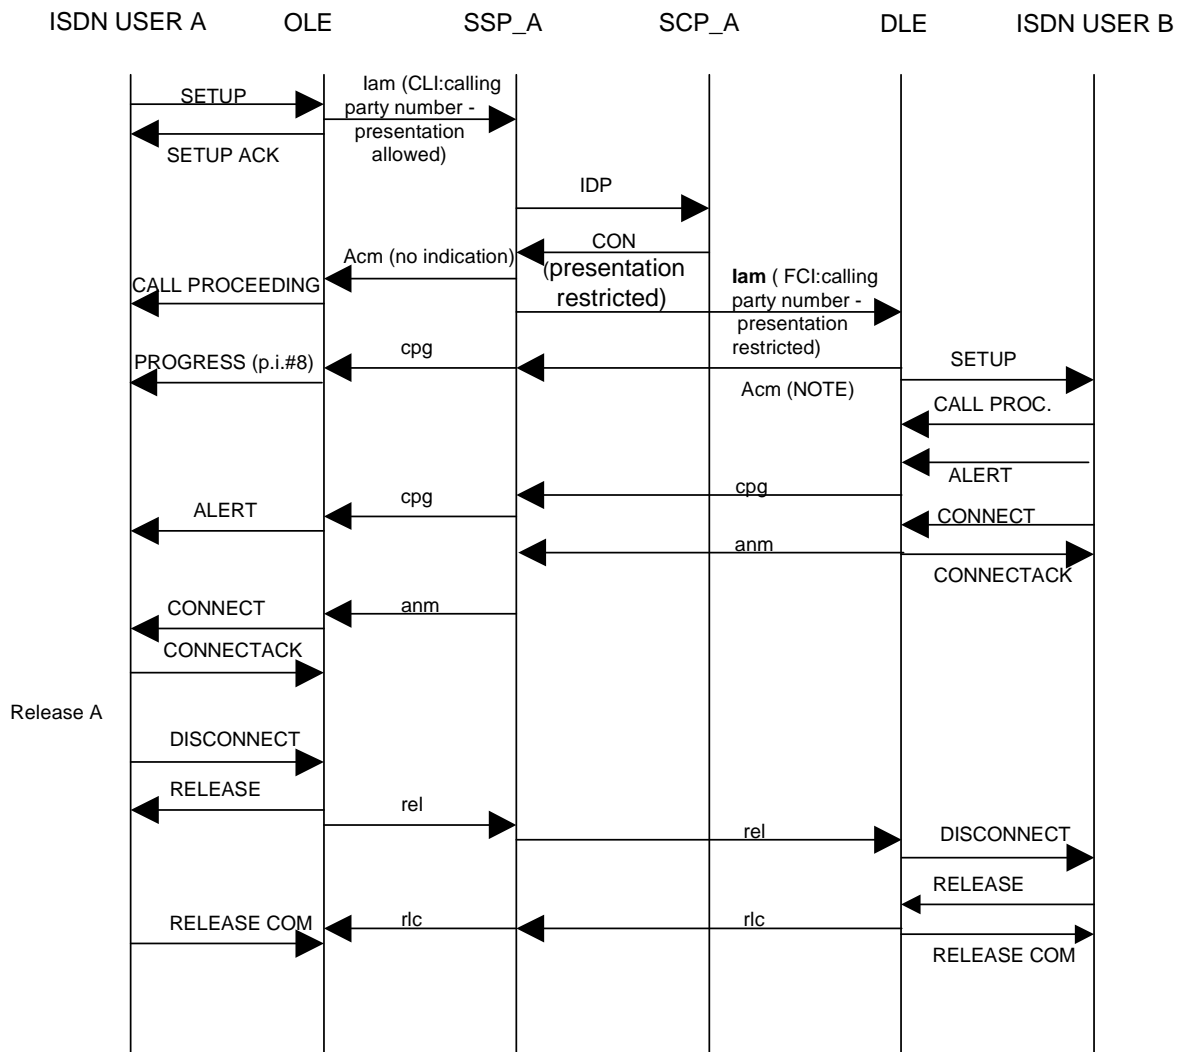 ISDN USER A OLE SSP_A SCP_A DLE ISDN USER B
SETUP
Iam (CLI:calling
party number -
presentation
allowed)
SETUP ACK
IDP
CON
(presentation
restricted)
Acm (no indication)
CALL PROCEEDING
Iam ( FCI:calling
party number -
presentation
restricted)
PROGRESS (p.i.#8)
cpg
Acm (NOTE)
SETUP
CALL PROC.
ALERT
cpg
cpg
ALERT
CONNECT
anm
CONNECTACK
CONNECT
anm
CONNECTACK
Release A
DISCONNECT
RELEASE
rel
rel
DISCONNECT
RELEASE
RELEASE COM
rlc
rlc
RELEASE COM